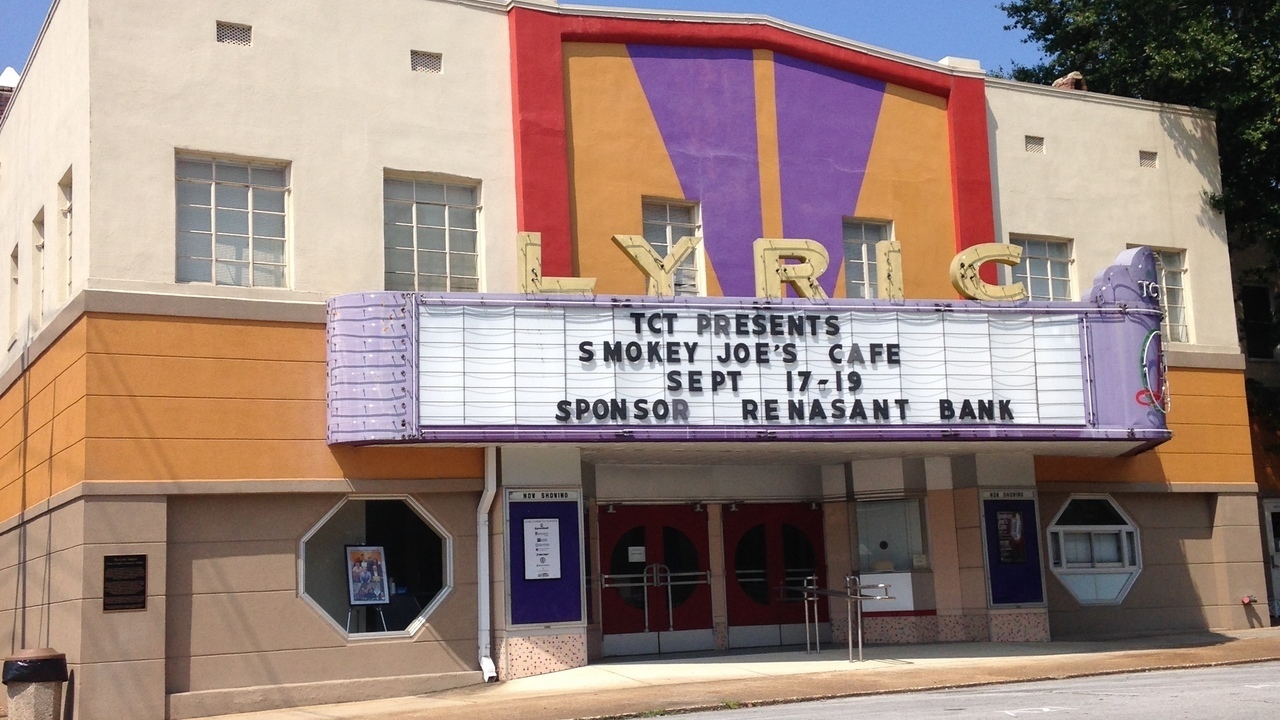 LYRIC
TCT PRESENTS
SMOKEY JOE'S CAFE
SEPT 17-19
SPONSOR RENASANT BANK
TCT
NOW SHOWING
NOW SHOWING